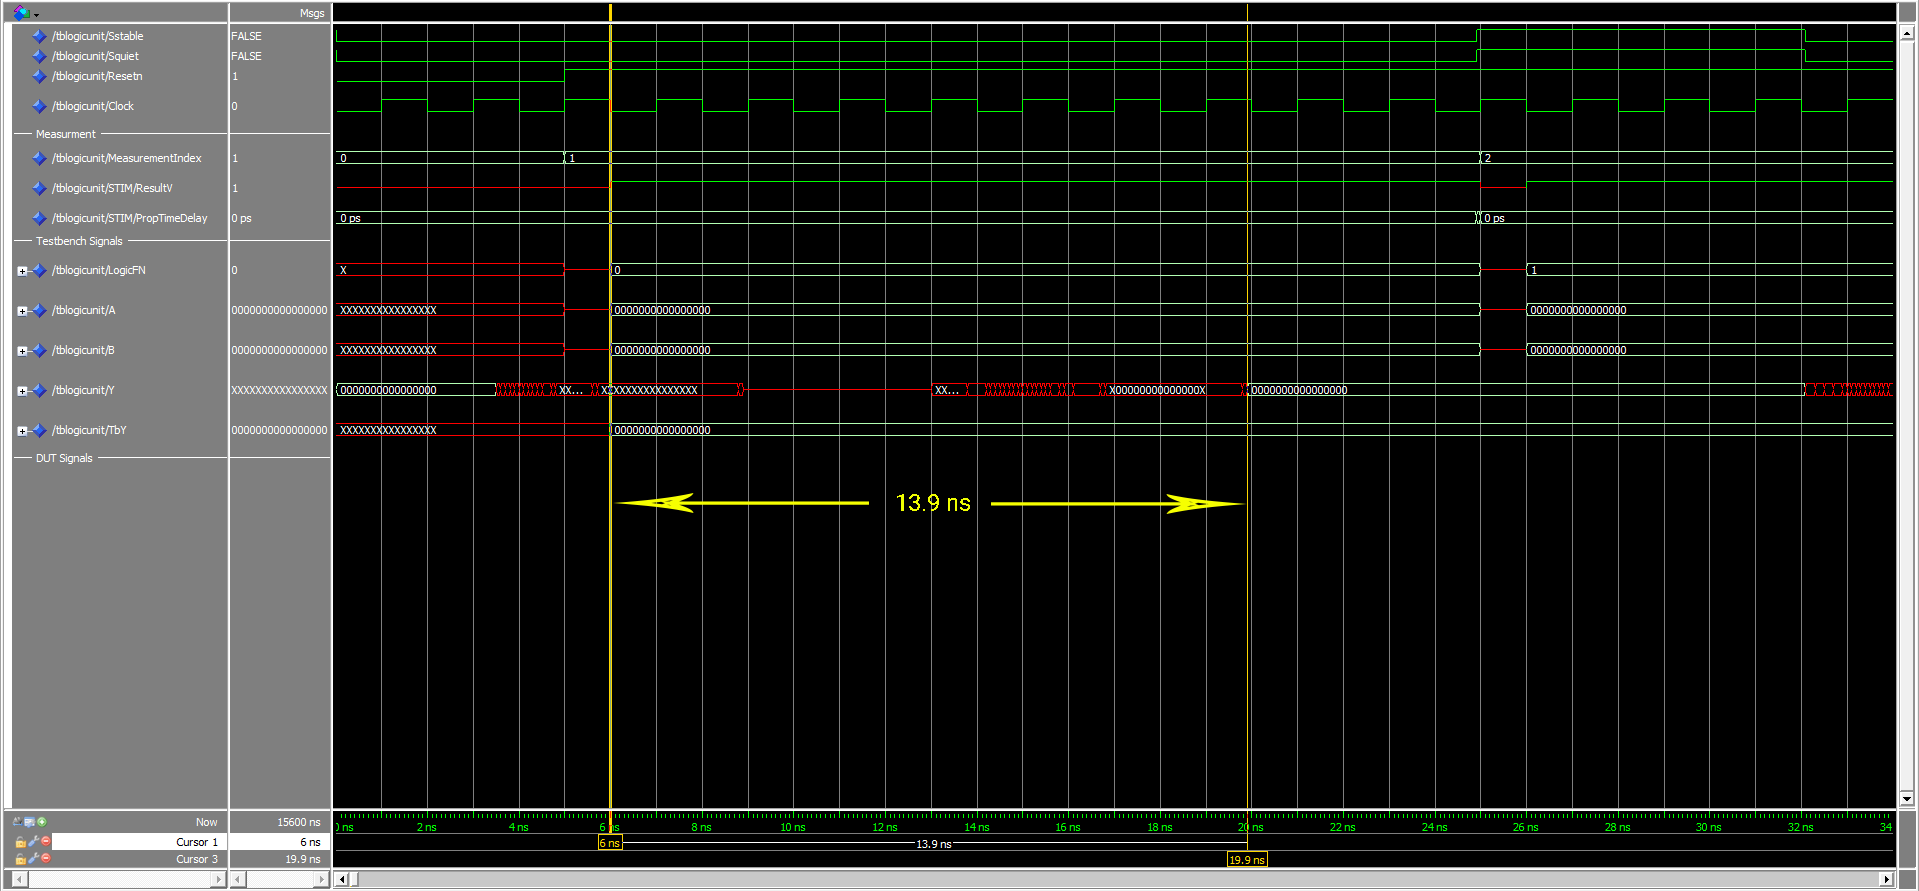 Msgs
/tblogicunit/Sstable FALSE
/tblogicunit/Squiet FALSE
/tblogicunit/Resetn 1
/tblogicunit/Clock 0
Measurment
/tblogicunit/MeasurementIndex 1 0 1 2
/tblogicunit/STIM/ResultV 1
/tblogicunit/STIM/PropTimeDelay 0 ps 0 ps 0 ps
Testbench Signals
/tblogicunit/LogicFN 0 X 0 1
/tblogicunit/A 0000000000000000 XXXXXXXXXXXXXXXX 0000000000000000 0000000000000000
/tblogicunit/B 0000000000000000 XXXXXXXXXXXXXXXX 0000000000000000 0000000000000000
/tblogicunit/Y XXXXXXXXXXXXXXXX 0000000000000000 XX... XXXXXXXXXXXXXXXX XX... X00000000000000X 0000000000000000
/tblogicunit/TbY 0000000000000000 XXXXXXXXXXXXXXXX 0000000000000000
DUT Signals
13.9 ns
Now 15600 ns
ns 2 ns 4 ns 6 ns 8 ns 10 ns 12 ns 14 ns 16 ns 18 ns 20 ns 22 ns 24 ns 26 ns 28 ns 30 ns 32 ns 34
Cursor 1 6 ns 6 ns 13.9 ns
Cursor 3 19.9 ns 19.9 ns